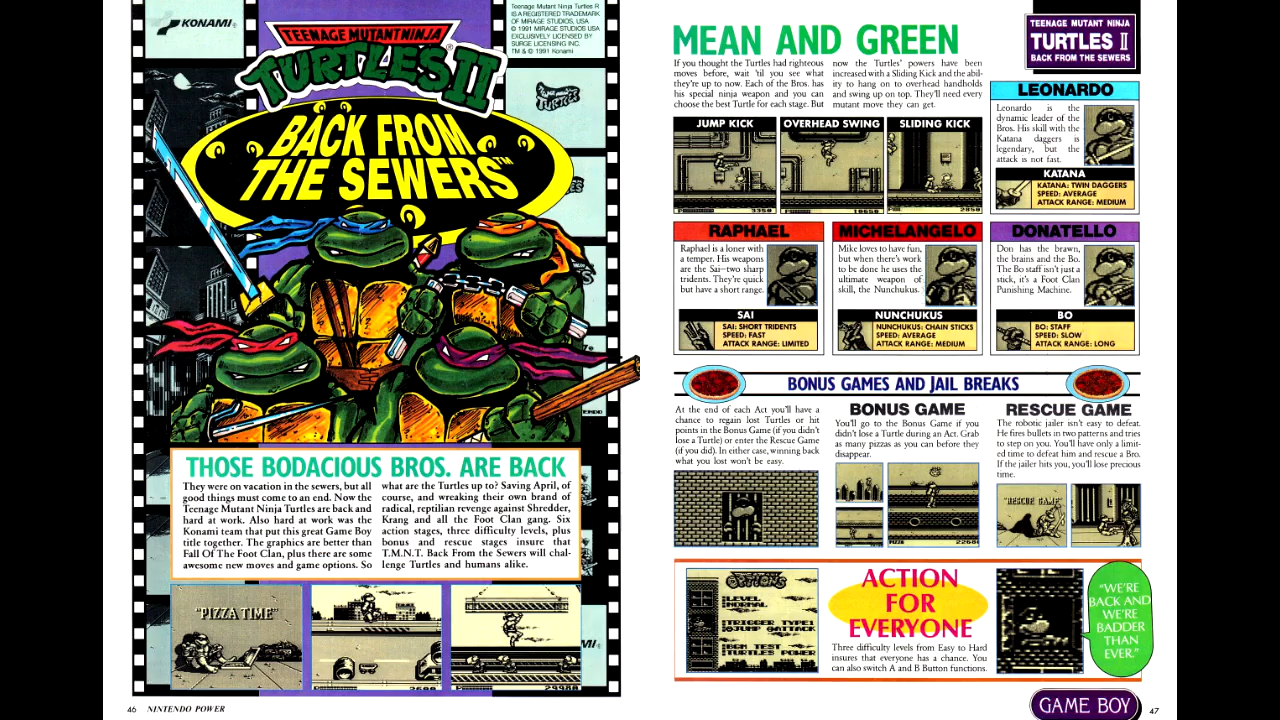 KONAMI
Teenage Mutant Ninja Turtles R
IS A REGISTERED TRADEMARK
OF MIRAGE STUDIOS, USA
© 1991 MIRAGE STUDIOS USA
EXCLUSIVELY LICENSED BY
SURGE LICENSING INC.
TM & © 1991 Konami
TEENAGE MUTANT NINJA
TURTLES II
BACK FROM
THE SEWERS™
THOSE BODACIOUS BROS. ARE BACK
They were on vacation in the sewers, but all
good things must come to an end. Now the
Teenage Mutant Ninja Turtles are back and
hard at work. Also hard at work was the
Konami team that put this great Game Boy
title together. The graphics are better than
Fall Of The Foot Clan, plus there are some
awesome new moves and game options. So
what are the Turtles up to? Saving April, of
course, and wreaking their own brand of
radical, reptilian revenge against Shredder,
Krang and all the Foot Clan gang. Six
action stages, three difficulty levels, plus
bonus and rescue stages insure that
T.M.N.T. Back From the Sewers will chal-
lenge Turtles and humans alike.
"PIZZA TIME"
2600
29900
46 NINTENDO POWER
MEAN AND GREEN
If you thought the Turtles had righteous
moves before, wait 'til you see what
they're up to now. Each of the Bros. has
his special ninja weapon and you can
choose the best Turtle for each stage. But
now the Turtles' powers have been
increased with a Sliding Kick and the abil-
ity to hang on to overhead handholds
and swing up on top. They'll need every
mutant move they can get.
TEENAGE MUTANT NINJA
TURTLES II
BACK FROM THE SEWERS
JUMP KICK
OVERHEAD SWING
SLIDING KICK
3350
10650
2850
LEONARDO
Leonardo is the
dynamic leader of the
Bros. His skill with the
Katana daggers is
legendary, but the
attack is not fast.
KATANA
KATANA: TWIN DAGGERS
SPEED: AVERAGE
ATTACK RANGE: MEDIUM
RAPHAEL
Raphael is a loner with
a temper. His weapons
are the Sai—two sharp
tridents. They're quick
but have a short range.
SAI
SAI: SHORT TRIDENTS
SPEED: FAST
ATTACK RANGE: LIMITED
MICHELANGELO
Mike loves to have fun,
but when there's work
to be done he uses the
ultimate weapon of
skill, the Nunchukus.
NUNCHUKUS
NUNCHUKUS: CHAIN STICKS
SPEED: AVERAGE
ATTACK RANGE: MEDIUM
DONATELLO
Don has the brawn,
the brains and the Bo.
The Bo staff isn't just a
stick, it's a Foot Clan
Punishing Machine.
BO
BO: STAFF
SPEED: SLOW
ATTACK RANGE: LONG
BONUS GAMES AND JAIL BREAKS
At the end of each Act you'll have a
chance to regain lost Turtles or hit
points in the Bonus Game (if you didn't
lose a Turtle) or enter the Rescue Game
(if you did). In either case, winning back
what you lost won't be easy.
BONUS GAME
You'll go to the Bonus Game if you
didn't lose a Turtle during an Act. Grab
as many pizzas as you can before they
disappear.
PIZZA
2260
RESCUE GAME
The robotic jailer isn't easy to defeat.
He fires bullets in two patterns and tries
to step on you. You'll have only a limit-
ed time to defeat him and rescue a Bro.
If the jailer hits you, you'll lose precious
time.
"RESCUE GAME"
OPTIONS
LEVEL
NORMAL
TRIGGER TYPE1
JUMP ATTACK
BGM TEST
TURTLES POWER
ACTION
FOR
EVERYONE
Three difficulty levels from Easy to Hard
insures that everyone has a chance. You
can also switch A and B Button functions.
"WE'RE
BACK AND
WE'RE
BADDER
THAN
EVER."
GAME BOY
47